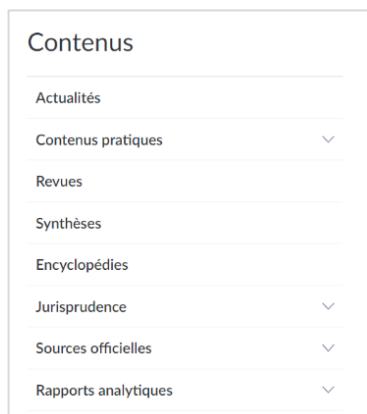 Contenus
Actualités
Contenus pratiques
Revues
Synthèses
Encyclopédies
Jurisprudence
Sources officielles
Rapports analytiques